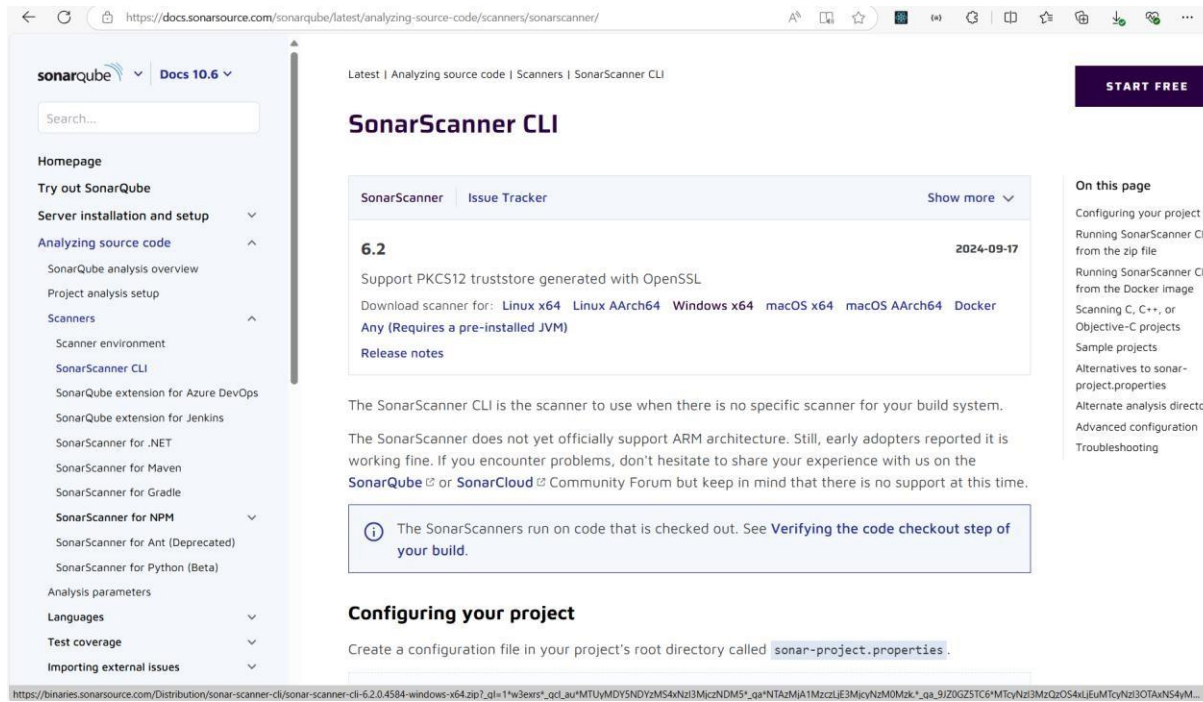 https://docs.sonarsource.com/sonarqube/latest/analyzing-source-code/scanners/sonarscanner/
sonarqube
Docs 10.6
Search...
Homepage
Try out SonarQube
Server installation and setup
Analyzing source code
SonarQube analysis overview
Project analysis setup
Scanners
Scanner environment
SonarScanner CLI
SonarQube extension for Azure DevOps
SonarQube extension for Jenkins
SonarScanner for .NET
SonarScanner for Maven
SonarScanner for Gradle
SonarScanner for NPM
SonarScanner for Ant (Deprecated)
SonarScanner for Python (Beta)
Analysis parameters
Languages
Test coverage
Importing external issues
Latest | Analyzing source code | Scanners | SonarScanner CLI
SonarScanner CLI
SonarScanner Issue Tracker Show more
6.2 2024-09-17
Support PKCS12 truststore generated with OpenSSL
Download scanner for: Linux x64 Linux AArch64 Windows x64 macOS x64 macOS AArch64 Docker
Any (Requires a pre-installed JVM)
Release notes
The SonarScanner CLI is the scanner to use when there is no specific scanner for your build system.
The SonarScanner does not yet officially support ARM architecture. Still, early adopters reported it is
working fine. If you encounter problems, don't hesitate to share your experience with us on the
SonarQube or SonarCloud Community Forum but keep in mind that there is no support at this time.
The SonarScanners run on code that is checked out. See Verifying the code checkout step of
your build.
Configuring your project
Create a configuration file in your project's root directory called sonar-project.properties.
START FREE
On this page
Configuring your project
Running SonarScanner CL
from the zip file
Running SonarScanner CL
from the Docker image
Scanning C, C++, or
Objective-C projects
Sample projects
Alternatives to sonar-
project.properties
Alternate analysis directo
Advanced configuration
Troubleshooting
https://binaries.sonarsource.com/Distribution/sonar-scanner-cli/sonar-scanner-cli-6.2.0.4584-windows-x64.zip?